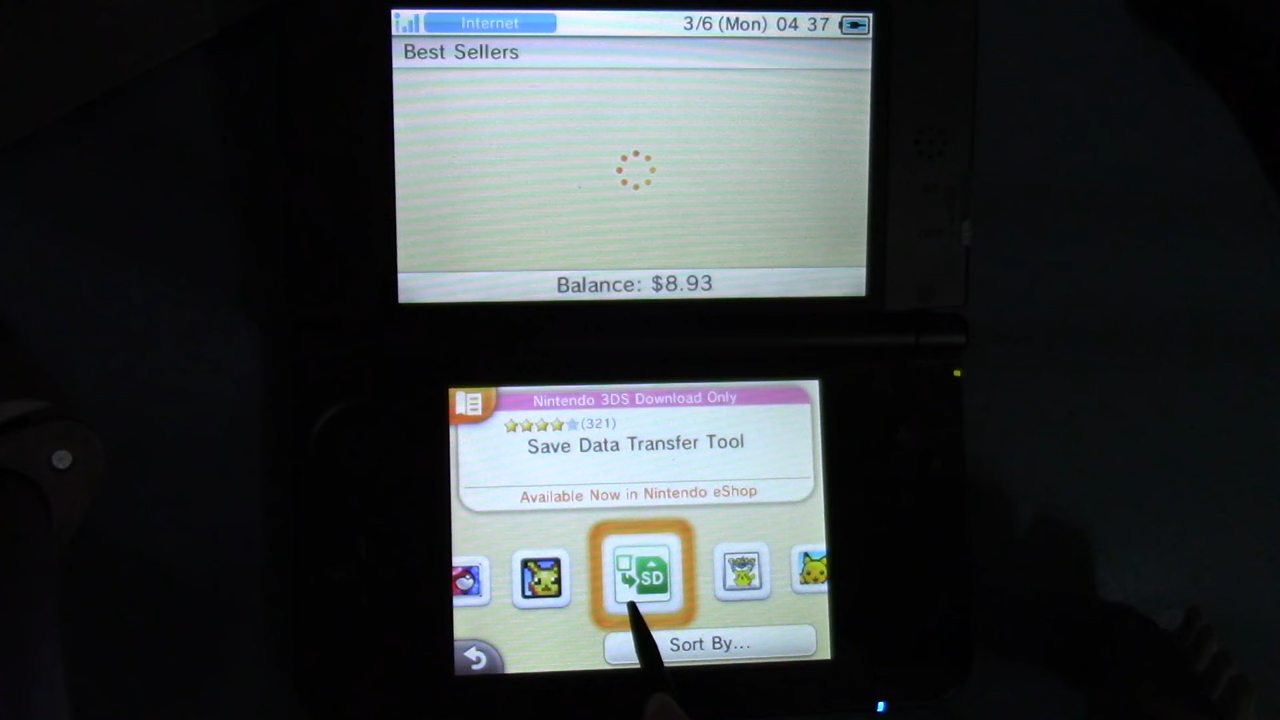 Internet
3/6 (Mon) 04 37
Best Sellers
Balance: $8.93
Nintendo 3DS Download Only
(321)
Save Data Transfer Tool
Available Now in Nintendo eShop
SD
Sort By...